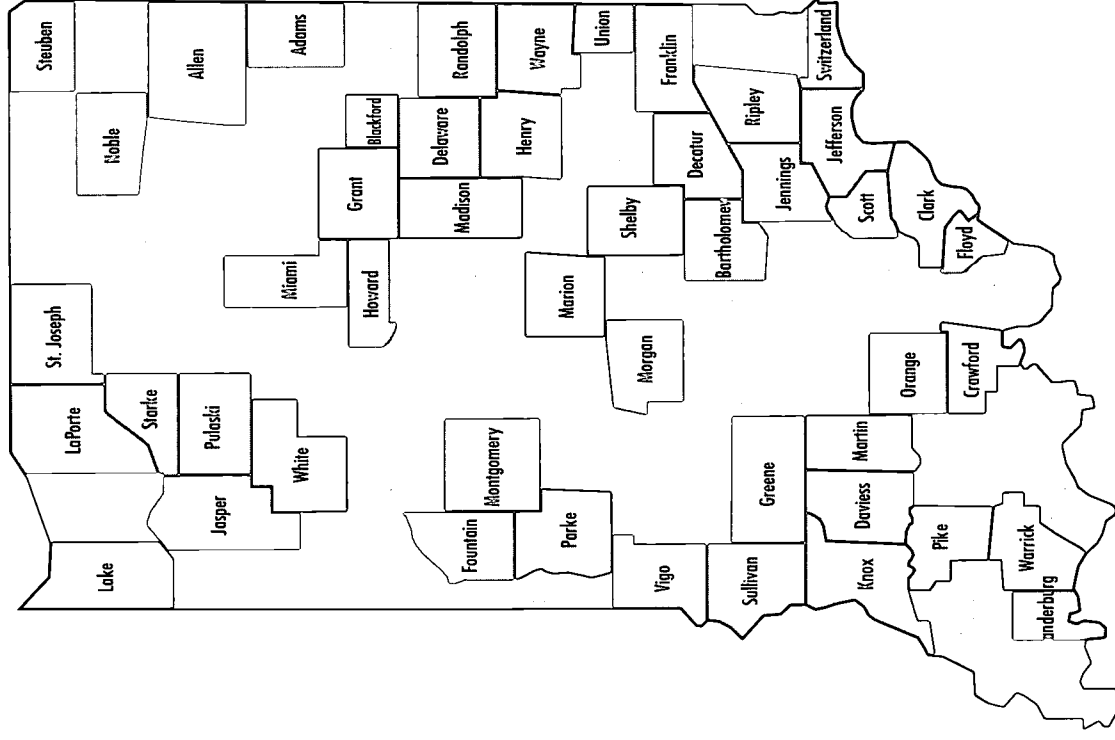 Steuben
Noble
Allen
Adams
St. Joseph
LaPorte
Starke
Pulaski
Lake
Jasper
White
Miami
Howard
Grant
Blackford
Randolph
Delaware
Madison
Henry
Wayne
Union
Fountain
Montgomery
Parke
Marion
Morgan
Shelby
Franklin
Decatur
Bartholomew
Ripley
Jennings
Switzerland
Jefferson
Scott
Clark
Floyd
Vigo
Sullivan
Greene
Knox
Daviess
Martin
Orange
Crawford
Pike
Warrick
anderburg